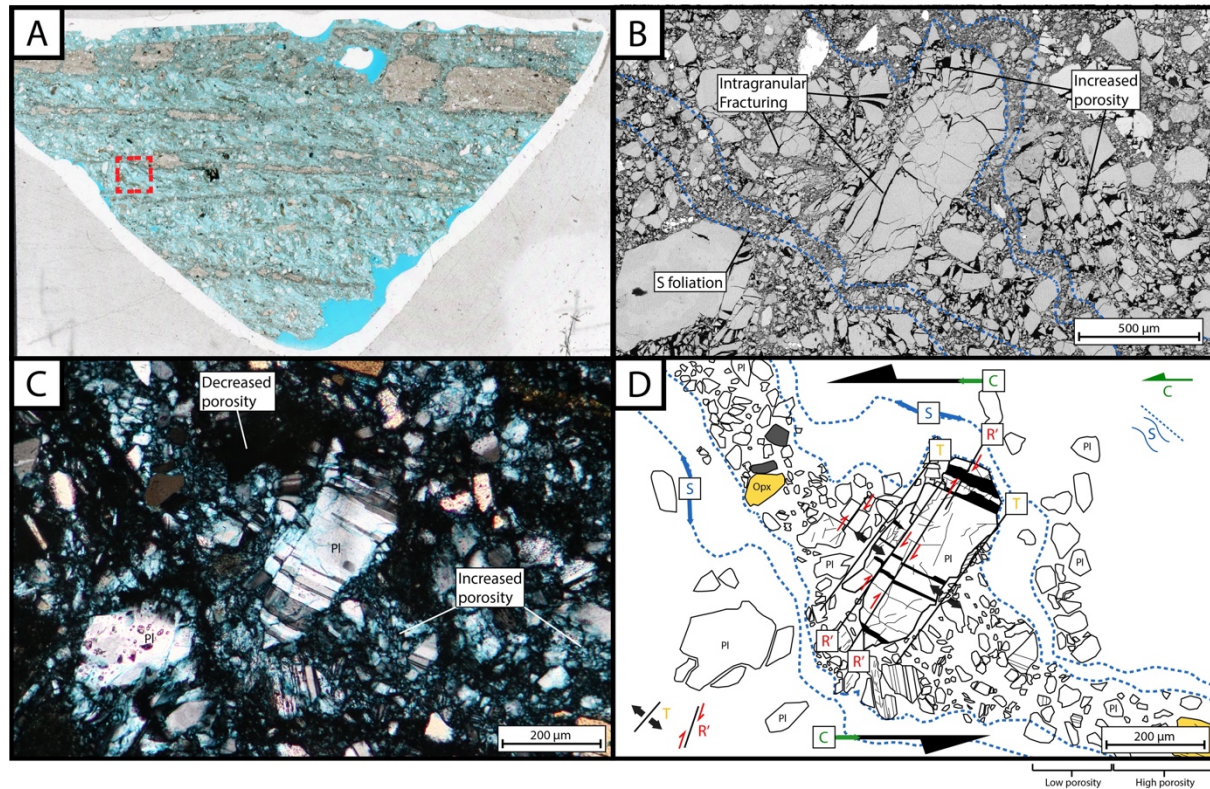 A
B
Intragranular
Fracturing
Increased
porosity
S foliation
500 µm
C
Decreased
porosity
Pl
Pl
Increased
porosity
200 µm
D
Pl
C
C
S
S
R'
T
Pl
S
Opx
T
Pl
Pl
Pl
Pl
R'
R'
Pl
T
R'
Pl
C
Pl
200 µm
Low porosity
High porosity